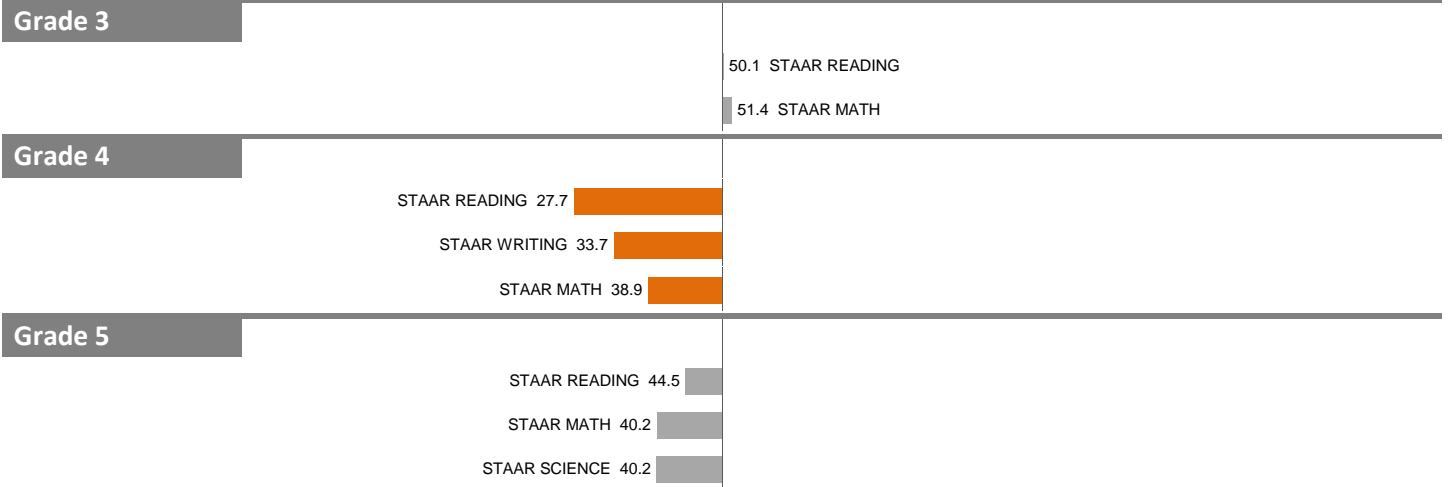 Grade 3
50.1 STAAR READING
51.4 STAAR MATH
Grade 4
STAAR READING 27.7
STAAR WRITING 33.7
STAAR MATH 38.9
Grade 5
STAAR READING 44.5
STAAR MATH 40.2
STAAR SCIENCE 40.2